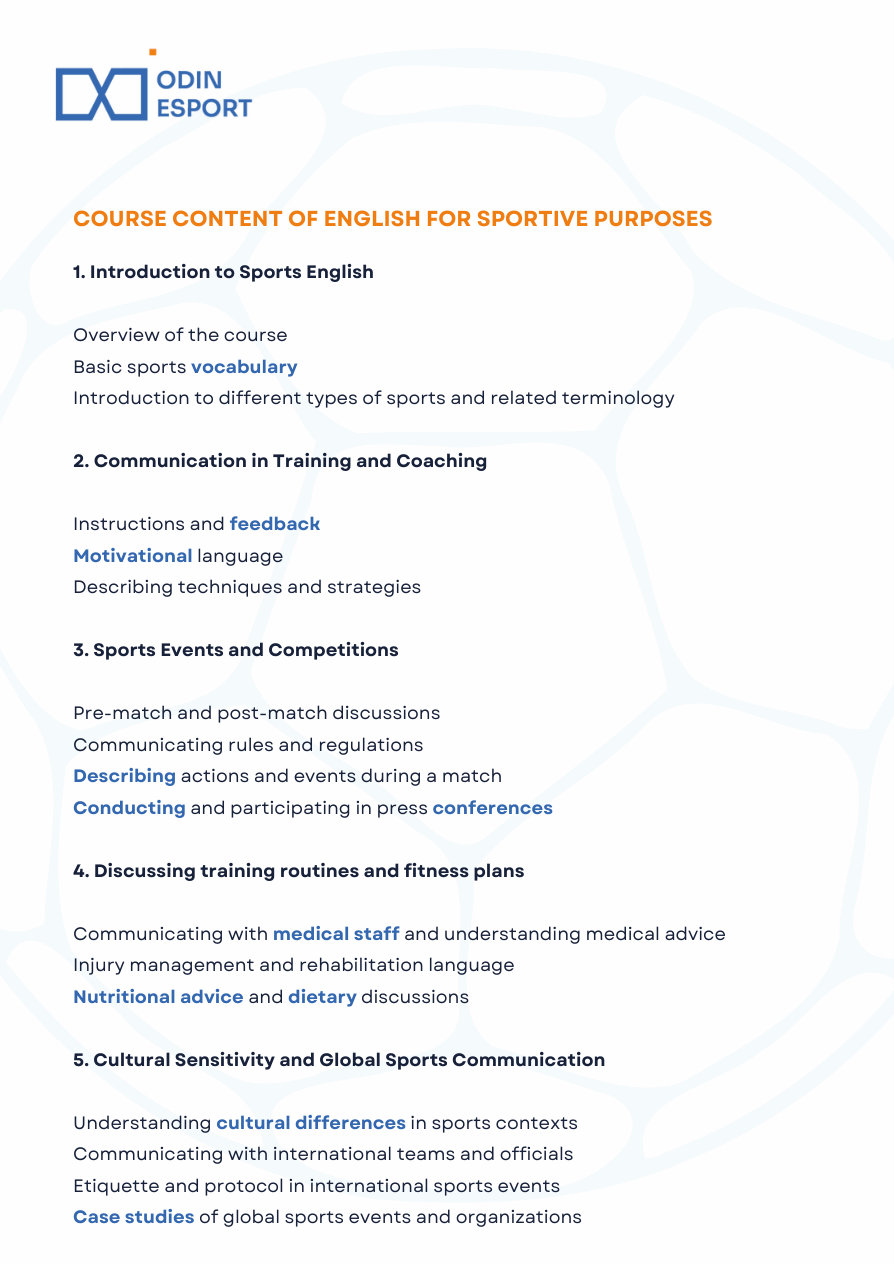 ODIN
ESPORT
COURSE CONTENT OF ENGLISH FOR SPORTIVE PURPOSES
1. Introduction to Sports English
Overview of the course
Basic sports vocabulary
Introduction to different types of sports and related terminology
2. Communication in Training and Coaching
Instructions and feedback
Motivational language
Describing techniques and strategies
3. Sports Events and Competitions
Pre-match and post-match discussions
Communicating rules and regulations
Describing actions and events during a match
Conducting and participating in press conferences
4. Discussing training routines and fitness plans
Communicating with medical staff and understanding medical advice
Injury management and rehabilitation language
Nutritional advice and dietary discussions
5. Cultural Sensitivity and Global Sports Communication
Understanding cultural differences in sports contexts
Communicating with international teams and officials
Etiquette and protocol in international sports events
Case studies of global sports events and organizations